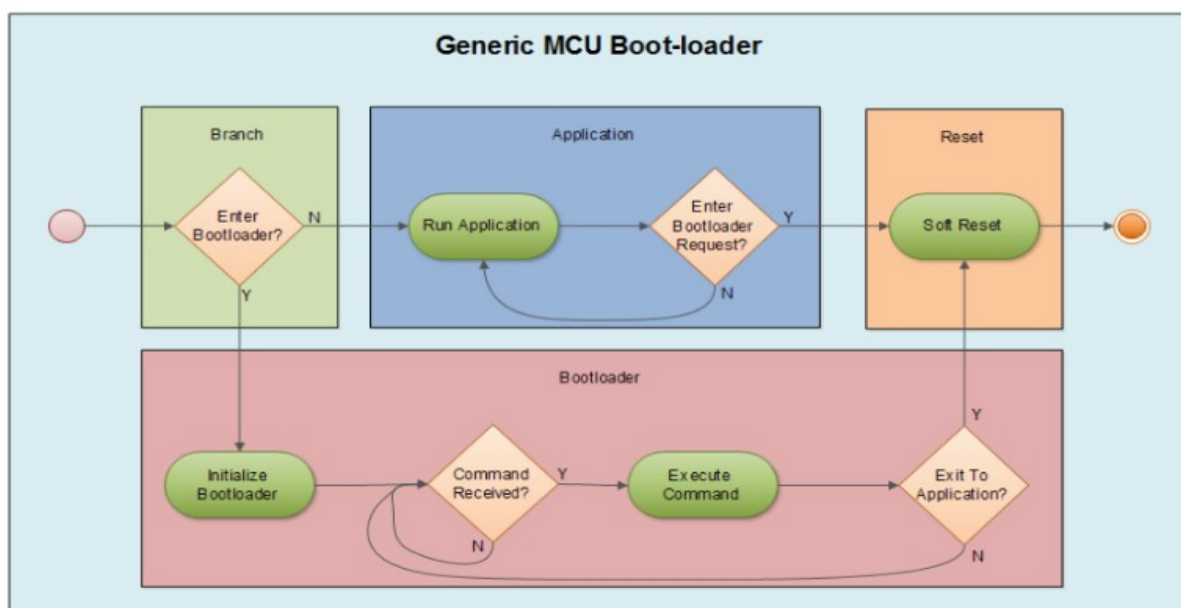 Generic MCU Boot-loader
Branch
Application
Reset
Enter
Bootloader?
N
Run Application
Enter
Bootloader
Request?
Y
Soft Reset
Y
N
Bootloader
Initialize
Bootloader
Command
Received?
Y
Execute
Command
Exit To
Application?
Y
N
N